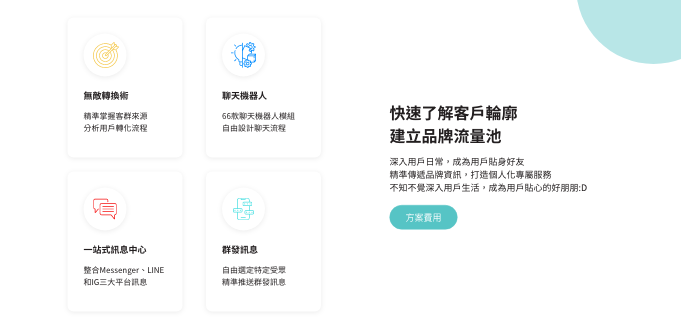 無敵轉換術
精準掌握客群來源
分析用戶轉化流程
聊天機器人
66款聊天機器人模組
自由設計聊天流程
一站式訊息中心
整合Messenger、LINE
和IG三大平台訊息
群發訊息
自由選定特定受眾
精準推送群發訊息
快速了解客戶輪廓
建立品牌流量池
深入用戶日常，成為用戶貼身好友
精準傳遞品牌資訊，打造個人化專屬服務
不知不覺深入用戶生活，成為用戶貼心的好朋朋:D
方案費用